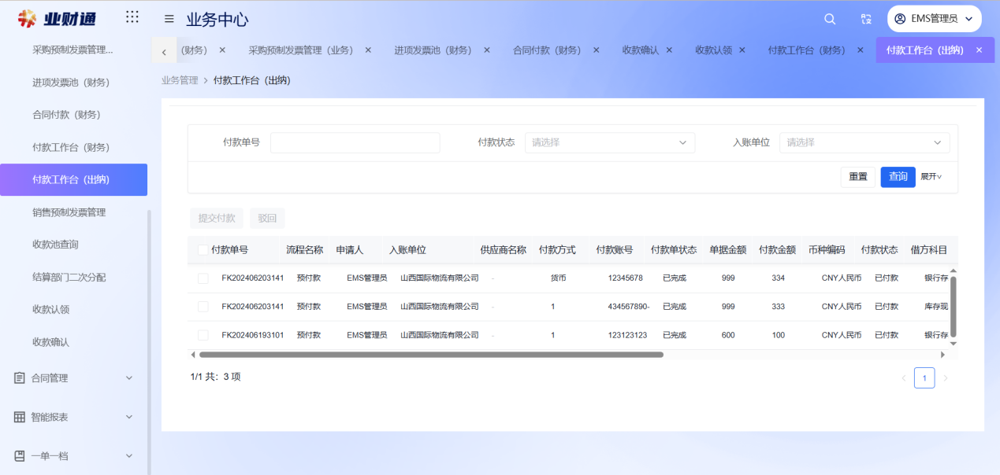 业财通 业务中心 EMS管理员
采购预制发票管理... (财务) × 采购预制发票管理（业务） × 进项发票池（财务） × 合同付款（财务） × 收款确认 × 收款认领 × 付款工作台（财务） × 付款工作台（出纳） ×
业务管理 > 付款工作台（出纳）
进项发票池（财务）
合同付款（财务）
付款工作台（财务）
付款工作台（出纳）
销售预制发票管理
收款池查询
结算部门二次分配
收款认领
收款确认
合同管理
智能报表
一单一档
付款单号 付款状态 请选择 入账单位 请选择
重置 查询 展开
提交付款 驳回
付款单号 流程名称 申请人 入账单位 供应商名称 付款方式 付款账号 付款单状态 单据金额 付款金额 币种编码 付款状态 借方科目
FK202406203141 预付款 EMS管理员 山西国际物流有限公司 - 货币 12345678 已完成 999 334 CNY人民币 已付款 银行存
FK202406203141 预付款 EMS管理员 山西国际物流有限公司 - 1 434567890- 已完成 999 333 CNY人民币 已付款 库存现
FK202406193101 预付款 EMS管理员 山西国际物流有限公司 - 1 123123123 已完成 600 100 CNY人民币 已付款 银行存
1/1 共：3 项 1